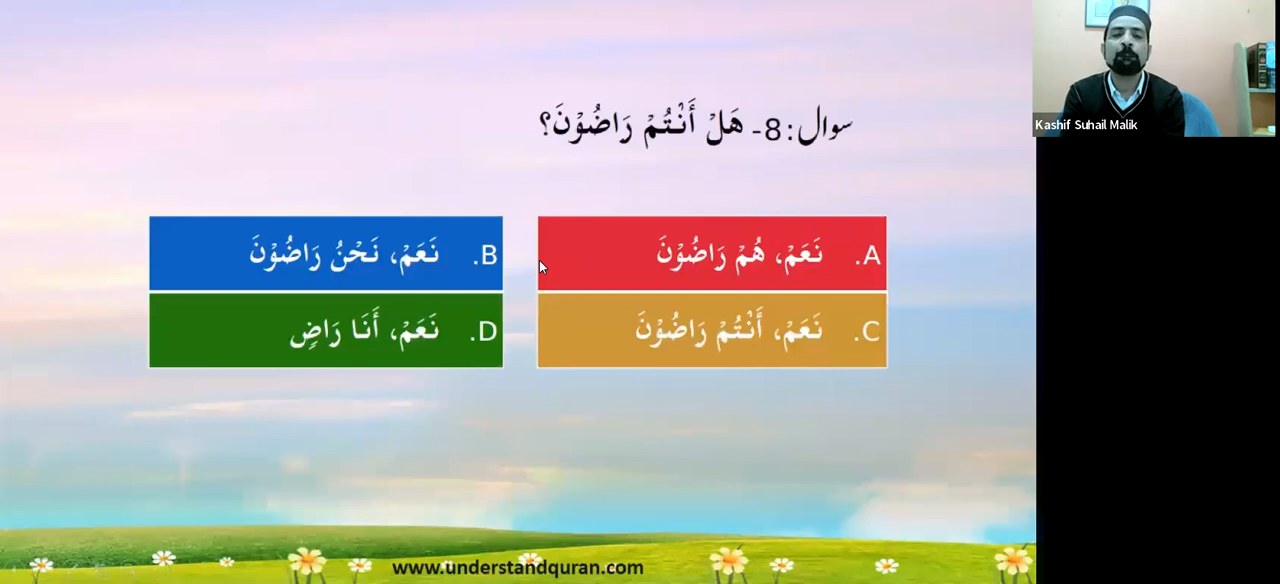 سوال:8- هَلْ أَنْتُمْ رَاضُوْنَ؟
A. نَعَمْ، هُمْ رَاضُوْنَ
B. نَعَمْ، نَحْنُ رَاضُوْنَ
C. نَعَمْ، أَنْتُمْ رَاضُوْنَ
D. نَعَمْ، أَنَا رَاضٍ
www.understandquran.com
Kashif Suhail Malik